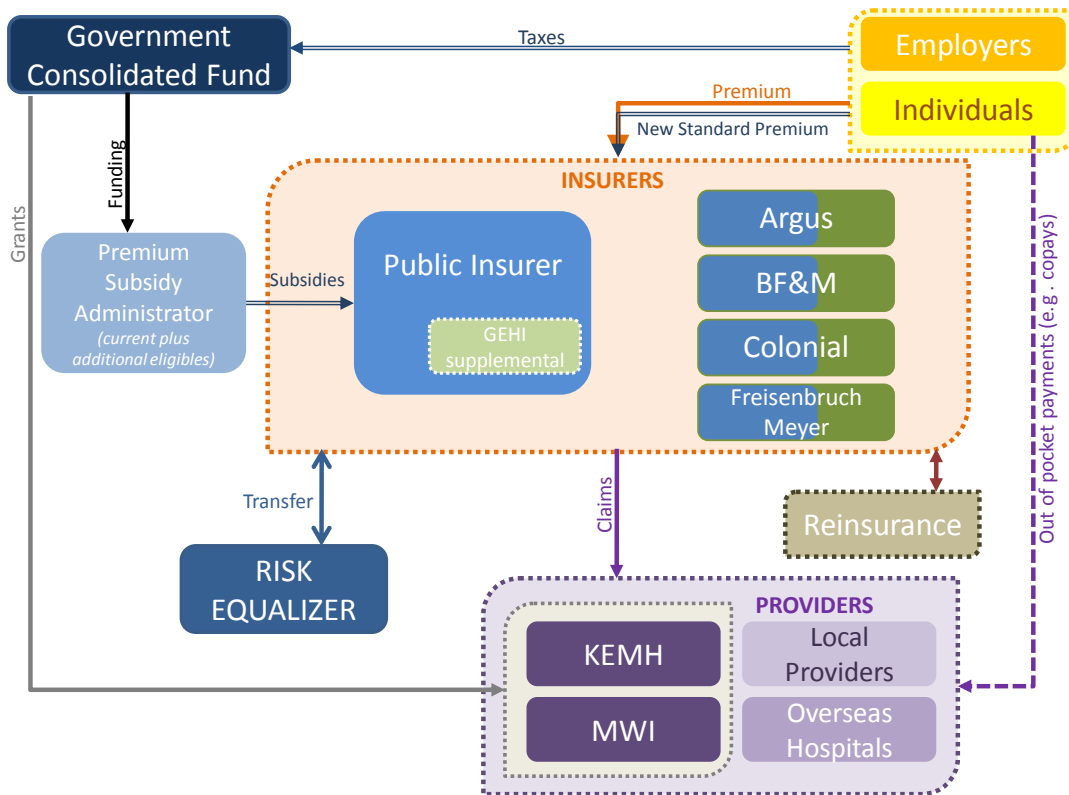 Government
Consolidated Fund
Taxes
Employers
Individuals
Premium
New Standard Premium
Funding
Grants
INSURERS
Premium
Subsidy
Administrator
(current plus
additional eligibles)
Subsidies
Public Insurer
GEHI
supplemental
Argus
BF&M
Colonial
Freisenbruch
Meyer
Out of pocket payments (e.g. copays)
Transfer
Claims
Reinsurance
RISK
EQUALIZER
PROVIDERS
KEMH
MWI
Local
Providers
Overseas
Hospitals